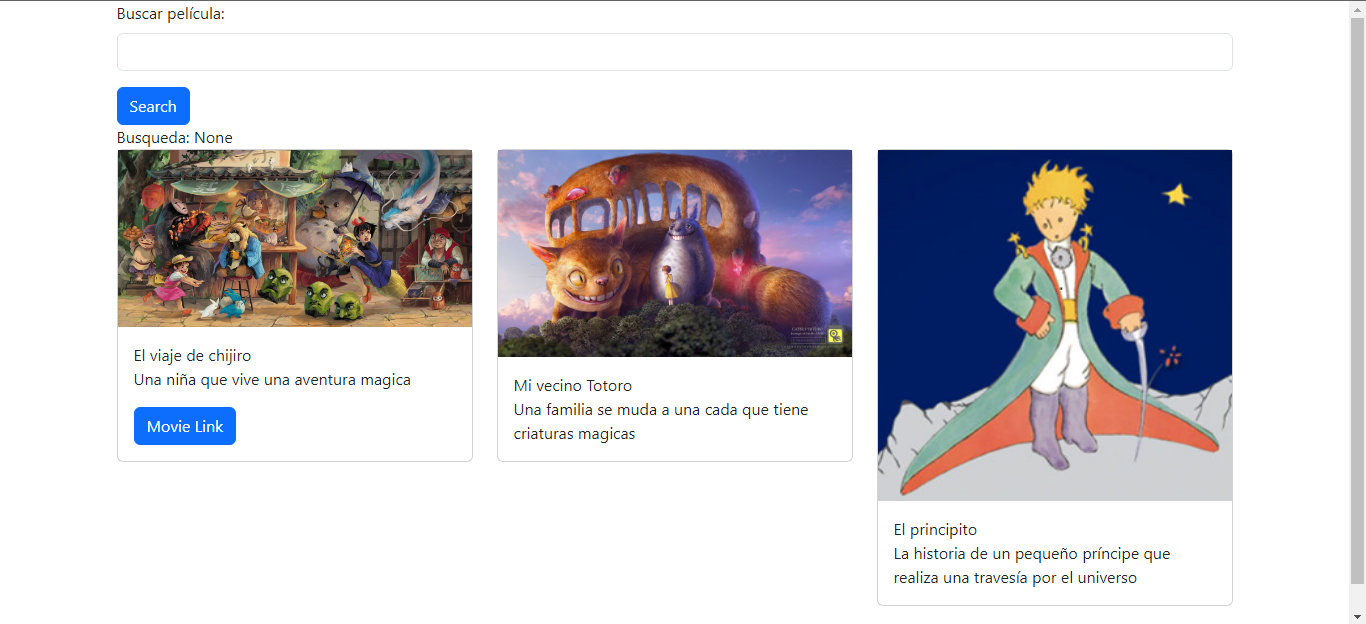 Buscar película:
Search
Busqueda: None
El viaje de chijiro
Una niña que vive una aventura magica
Movie Link
Mi vecino Totoro
Una familia se muda a una cada que tiene
criaturas magicas
El principito
La historia de un pequeño príncipe que
realiza una travesía por el universo